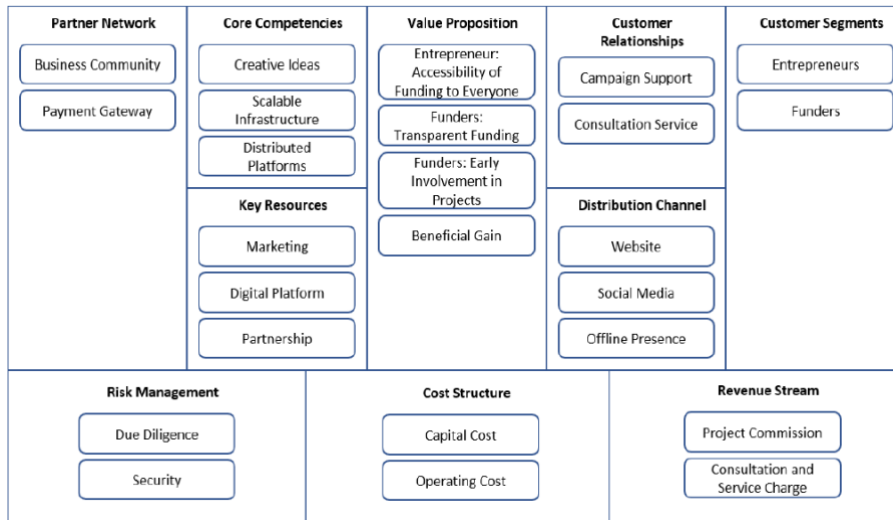 Partner Network
Business Community
Payment Gateway
Core Competencies
Creative Ideas
Scalable
Infrastructure
Distributed
Platforms
Key Resources
Marketing
Digital Platform
Partnership
Value Proposition
Entrepreneur:
Accessibility of
Funding to Everyone
Funders:
Transparent Funding
Funders: Early
Involvement in
Projects
Beneficial Gain
Customer
Relationships
Campaign Support
Consultation Service
Distribution Channel
Website
Social Media
Offline Presence
Customer Segments
Entrepreneurs
Funders
Risk Management
Due Diligence
Security
Cost Structure
Capital Cost
Operating Cost
Revenue Stream
Project Commission
Consultation and
Service Charge